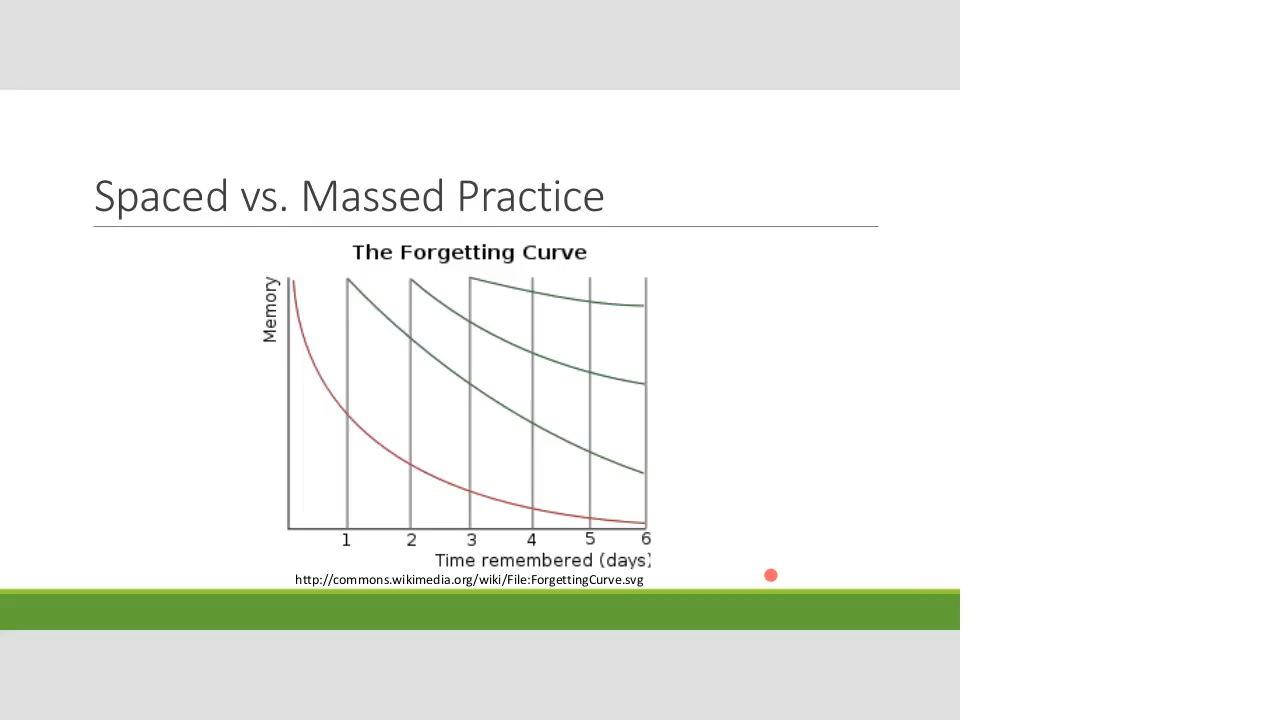 Spaced vs. Massed Practice
The Forgetting Curve
Memory
1 2 3 4 5 6
Time remembered (days)
http://commons.wikimedia.org/wiki/File:ForgettingCurve.svg